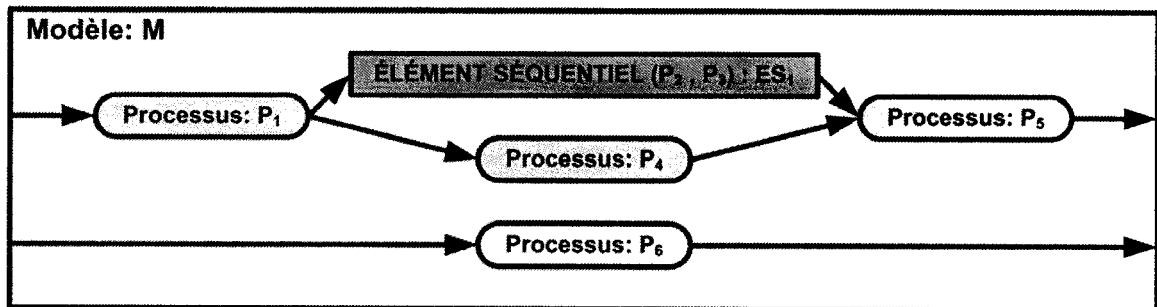 Modèle: M
ÉLÉMENT SÉQUENTIEL (P₂ , P₃) : ES₁
Processus: P₁
Processus: P₅
Processus: P₄
Processus: P₆